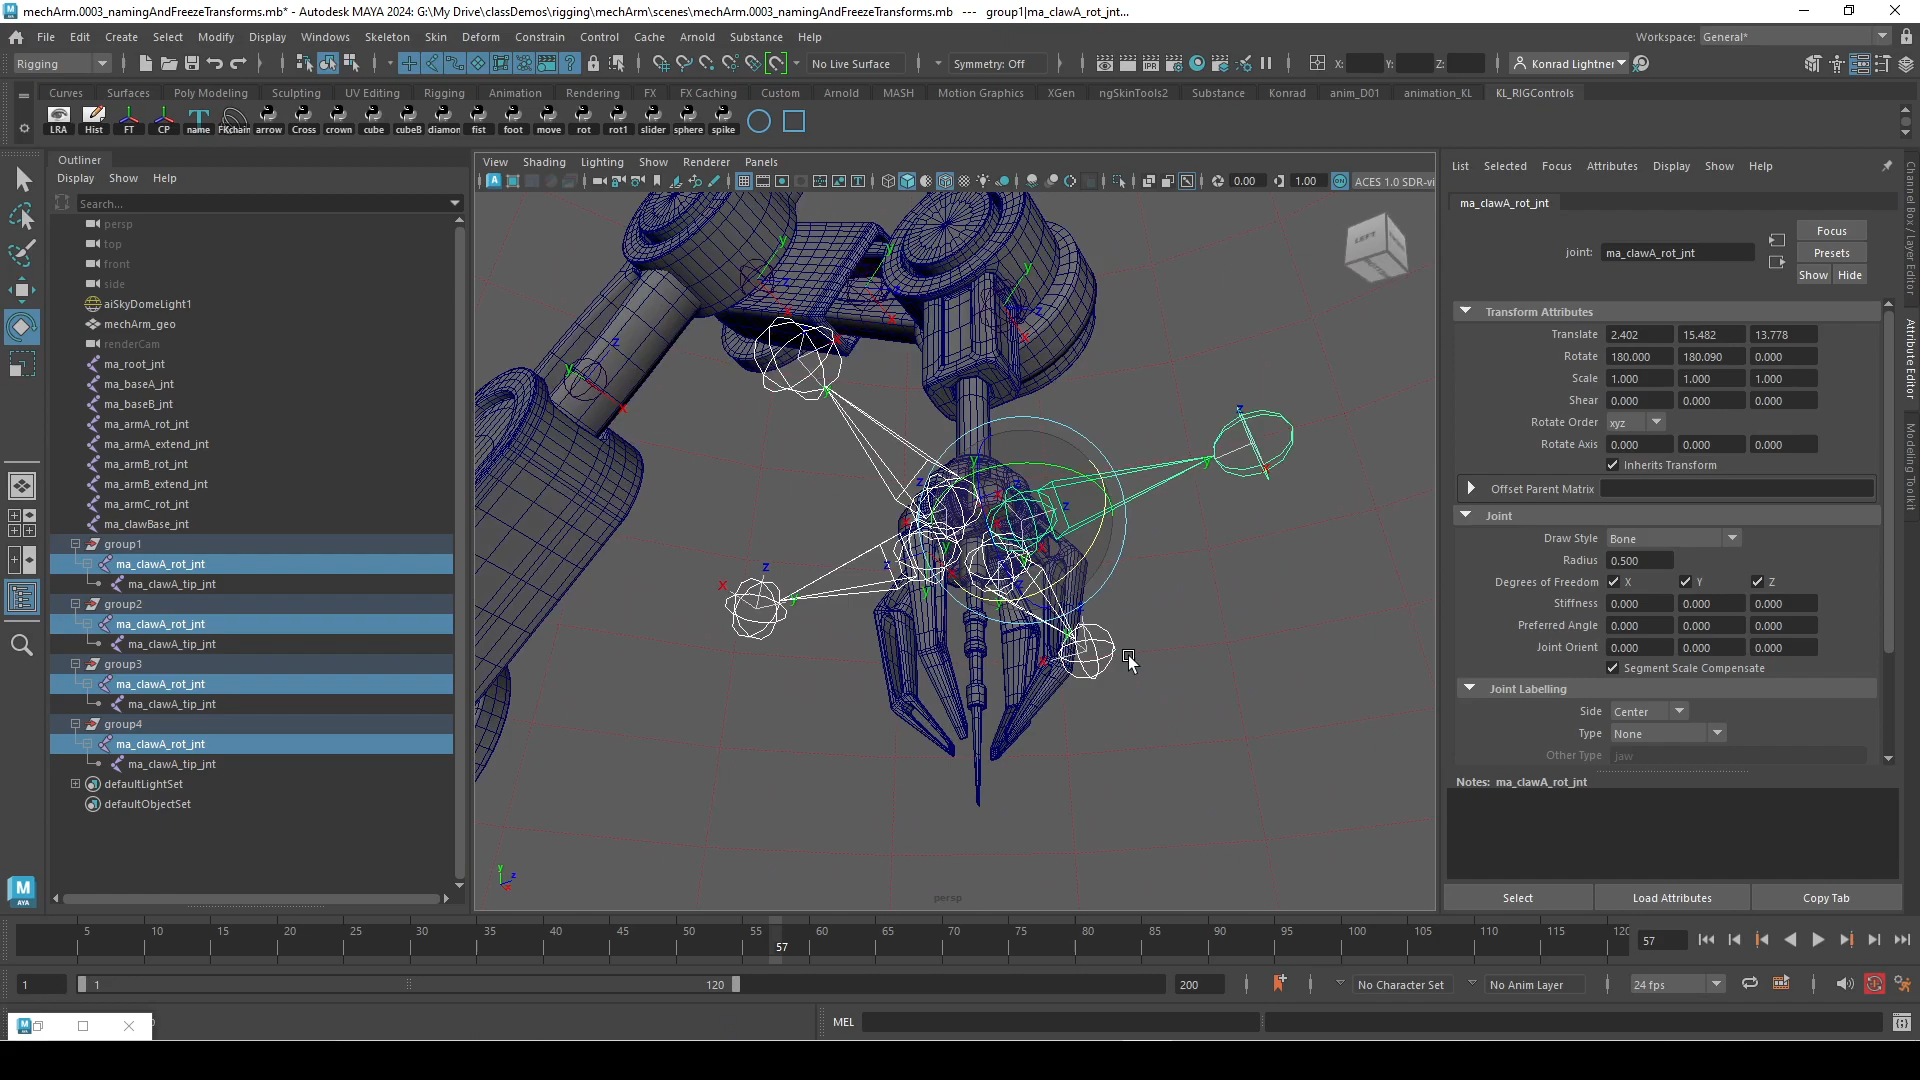 mechArm.0003_namingAndFreezeTransforms.mb* - Autodesk MAYA 2024: G:\My Drive\classDemos\rigging\mechArm\scenes\mechArm.0003_namingAndFreezeTransforms.mb --- group1|ma_clawA_rot_jnt...
File Edit Create Select Modify Display Windows Skeleton Skin Deform Constrain Control Cache Arnold Substance Help
Workspace: General*
Rigging
No Live Surface
Symmetry: Off
X: Y: Z:
Konrad Lightner
Curves Surfaces Poly Modeling Sculpting UV Editing Rigging Animation Rendering FX FX Caching Custom Arnold MASH Motion Graphics XGen ngSkinTools2 Substance Konrad anim_D01 animation_KL KL_RIGControls
LRA Hist FT CP name FKchain arrow Cross crown cube cubeB diamon fist foot move rot rot1 slider sphere spike
Outliner
Display Show Help
Search...
persp
top
front
side
aiSkyDomeLight1
mechArm_geo
renderCam
ma_root_jnt
ma_baseA_jnt
ma_baseB_jnt
ma_armA_rot_jnt
ma_armA_extend_jnt
ma_armB_rot_jnt
ma_armB_extend_jnt
ma_armC_rot_jnt
ma_clawBase_jnt
group1
ma_clawA_rot_jnt
ma_clawA_tip_jnt
group2
ma_clawA_rot_jnt
ma_clawA_tip_jnt
group3
ma_clawA_rot_jnt
ma_clawA_tip_jnt
group4
ma_clawA_rot_jnt
ma_clawA_tip_jnt
defaultLightSet
defaultObjectSet
View Shading Lighting Show Renderer Panels
0.00 1.00 ACES 1.0 SDR-vi
LEFT
persp
List Selected Focus Attributes Display Show Help
ma_clawA_rot_jnt
joint: ma_clawA_rot_jnt
Focus
Presets
Show Hide
Transform Attributes
Translate 2.402 15.482 13.778
Rotate 180.000 180.090 0.000
Scale 1.000 1.000 1.000
Shear 0.000 0.000 0.000
Rotate Order xyz
Rotate Axis 0.000 0.000 0.000
Inherits Transform
Offset Parent Matrix
Joint
Draw Style Bone
Radius 0.500
Degrees of Freedom X Y Z
Stiffness 0.000 0.000 0.000
Preferred Angle 0.000 0.000 0.000
Joint Orient 0.000 0.000 0.000
Segment Scale Compensate
Joint Labelling
Side Center
Type None
Other Type jaw
Notes: ma_clawA_rot_jnt
Select Load Attributes Copy Tab
Channel Box / Layer Editor
Attribute Editor
Modeling Toolkit
5 10 15 20 25 30 35 40 45 50 55 60 65 70 75 80 85 90 95 100 105 110 115 120
57
57
1 1 120 200
No Character Set
No Anim Layer
24 fps
MEL